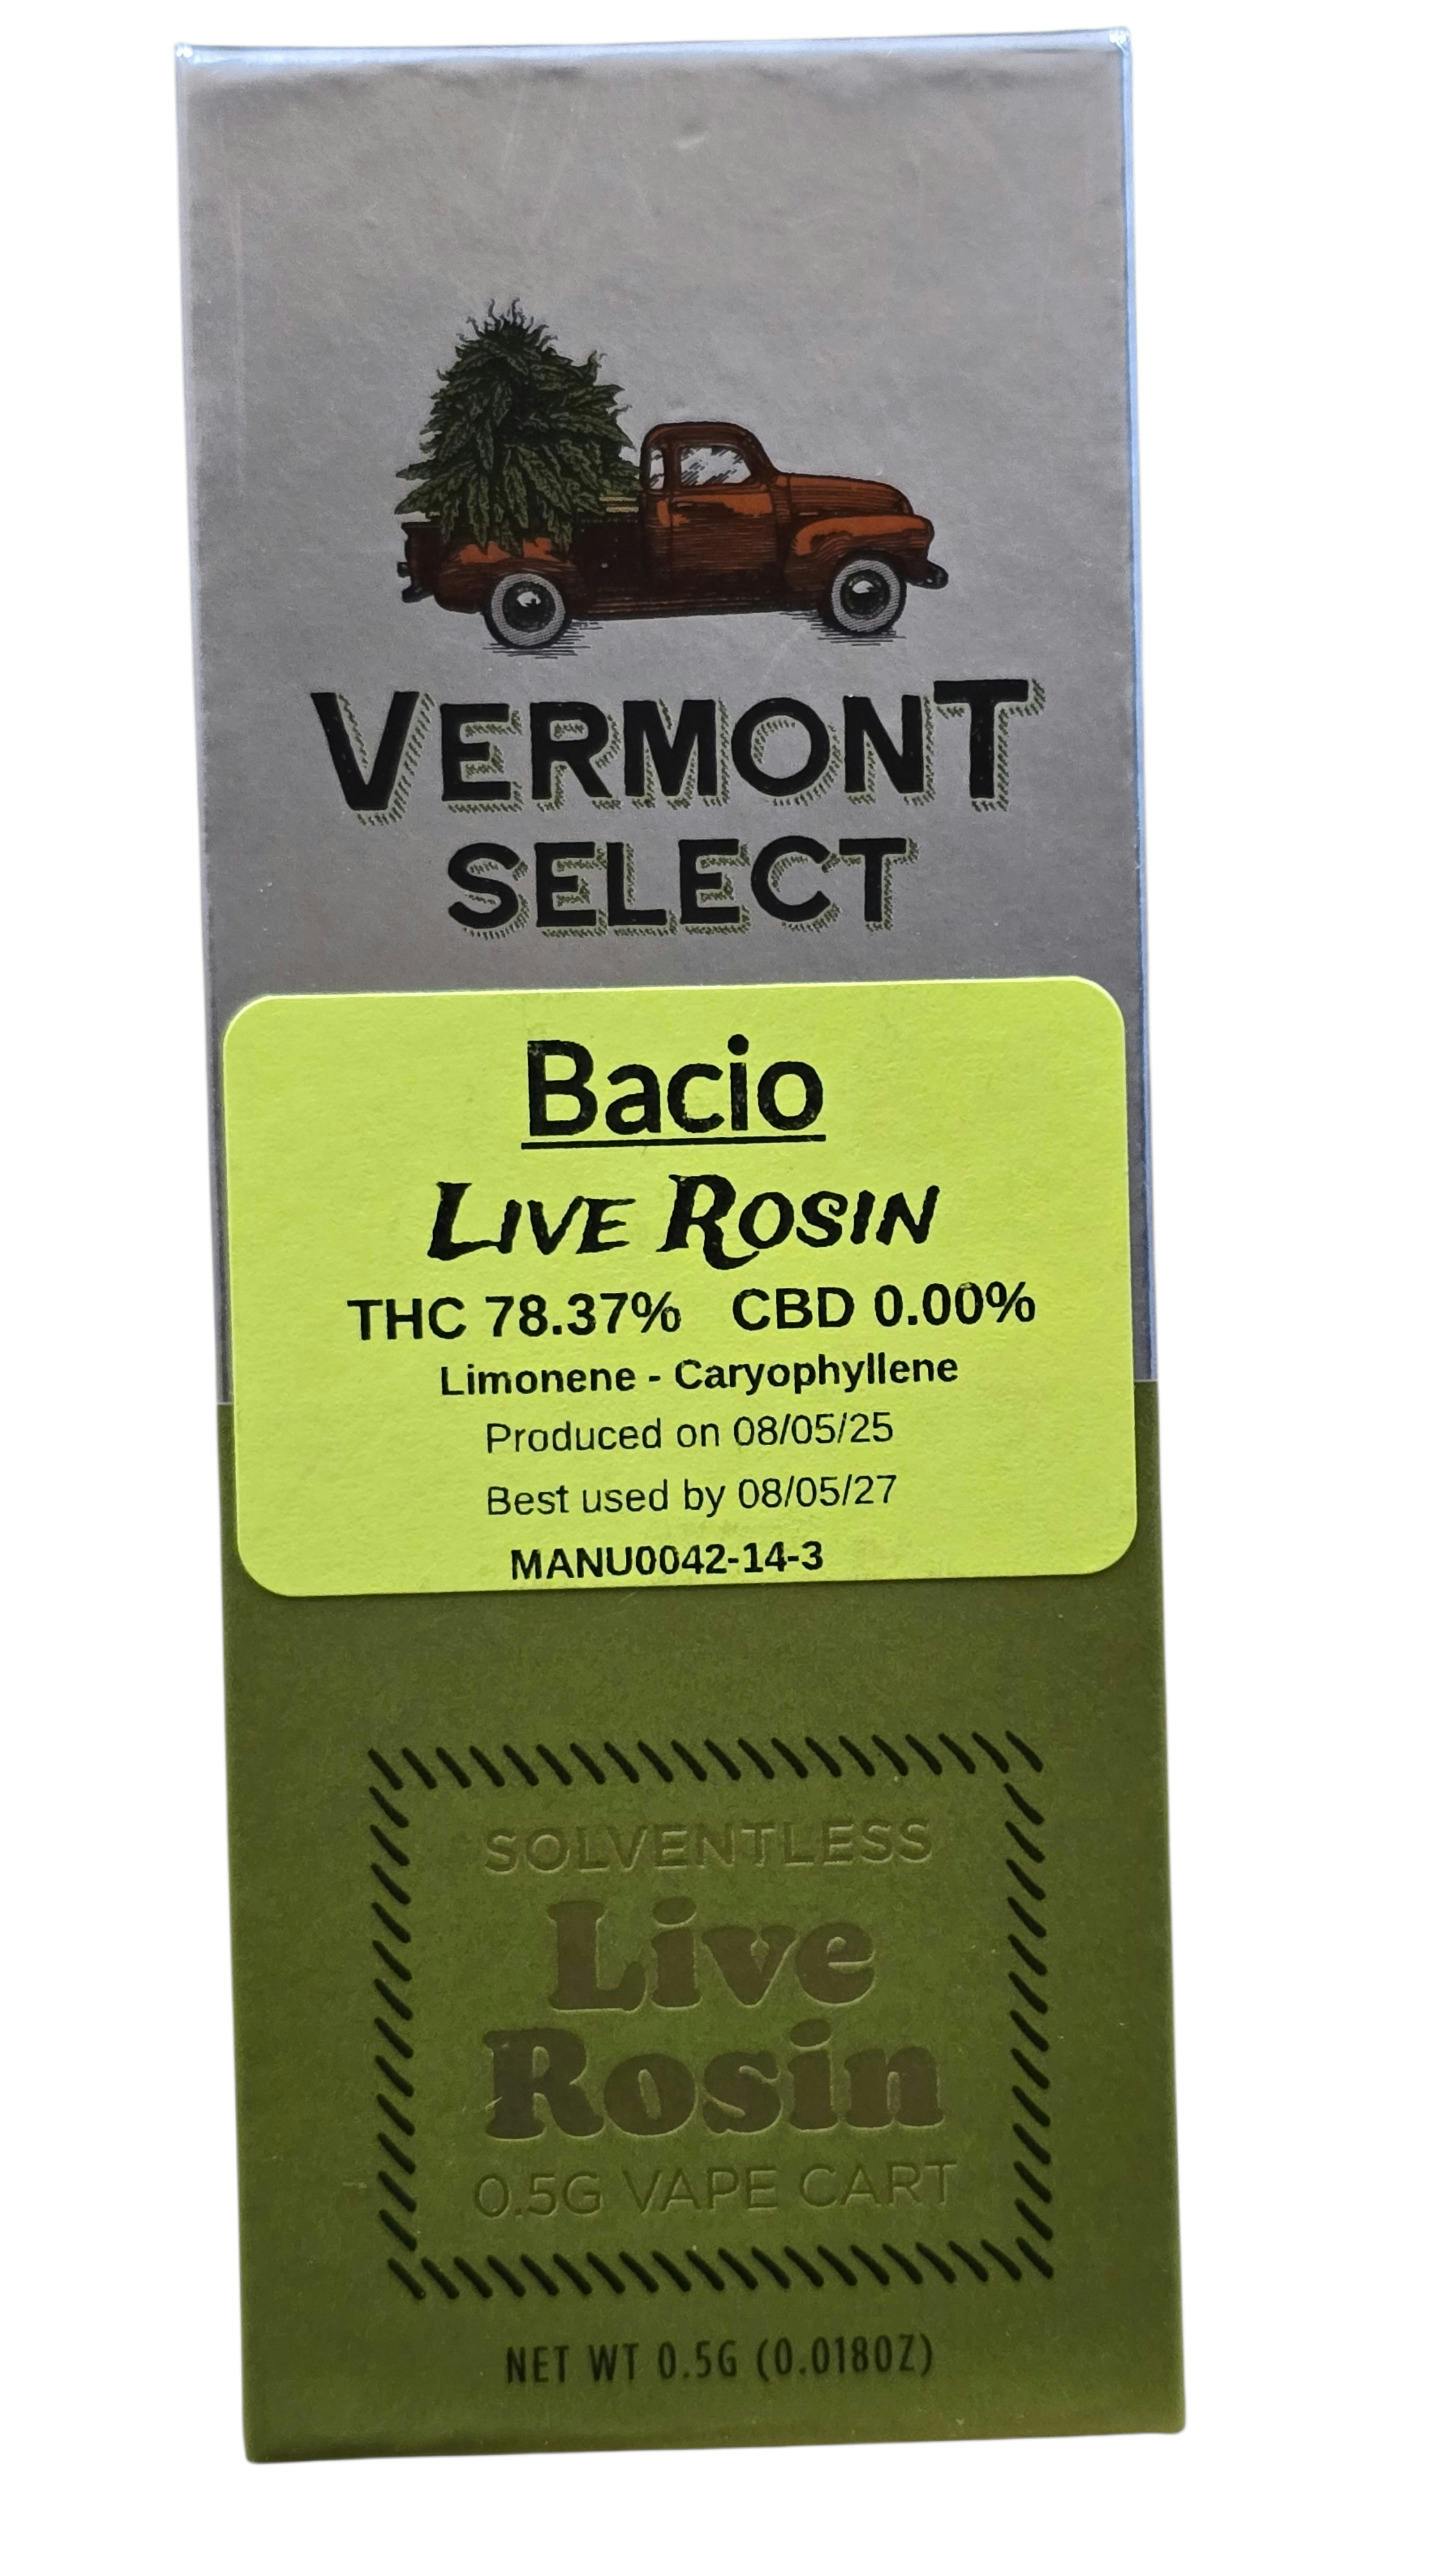 VERMONT
SELECT
Bacio
LIVE ROSIN
THC 78.37% CBD 0.00%
Limonene - Caryophyllene
Produced on 08/05/25
Best used by 08/05/27
MANU0042-14-3
SOLVENTLESS
Live
Rosin
0.5G VAPE CART
NET WT 0.5G (0.018OZ)